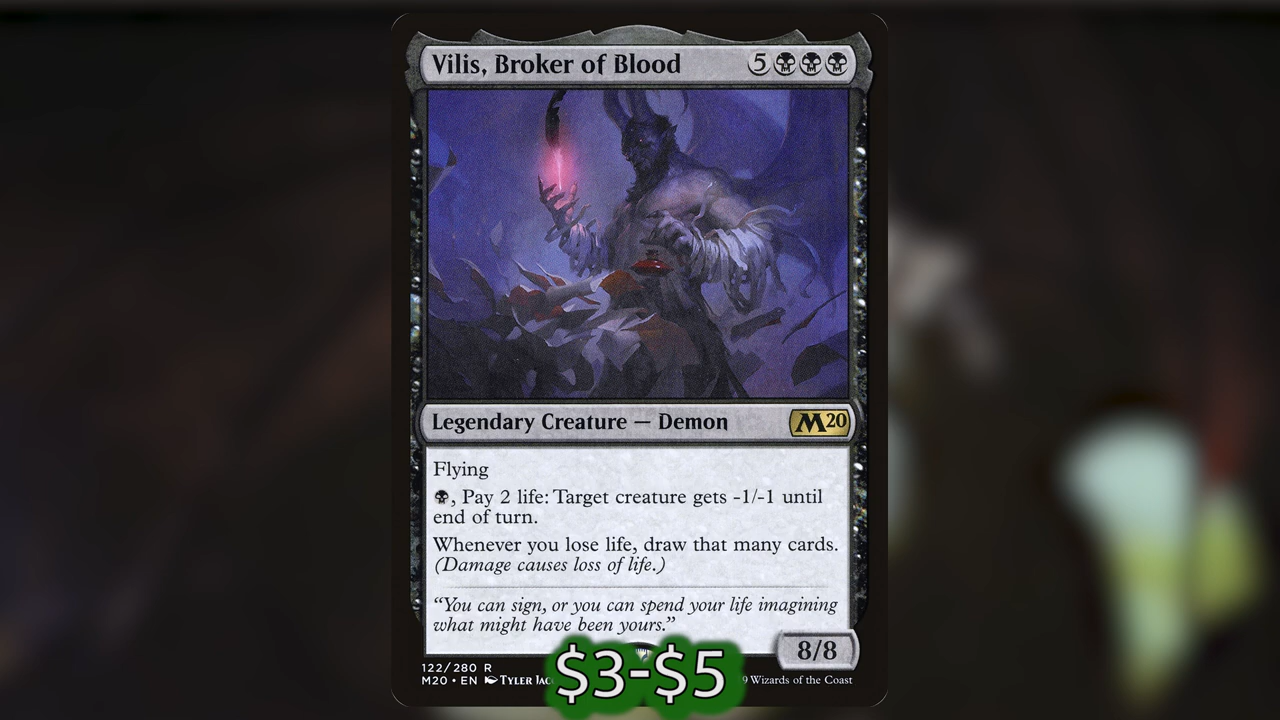 Vilis, Broker of Blood 5
Legendary Creature — Demon M20
Flying
, Pay 2 life: Target creature gets -1/-1 until
end of turn.
Whenever you lose life, draw that many cards.
(Damage causes loss of life.)
“You can sign, or you can spend your life imagining
what might have been yours.”
8/8
122/280 R
M20 • EN Tyler Jac 9 Wizards of the Coast
$3-$5